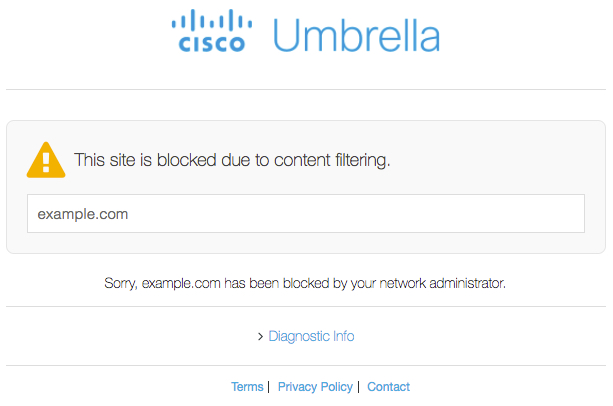 CISCO Umbrella
This site is blocked due to content filtering.
example.com
Sorry, example.com has been blocked by your network administrator.
> Diagnostic Info
Terms | Privacy Policy | Contact